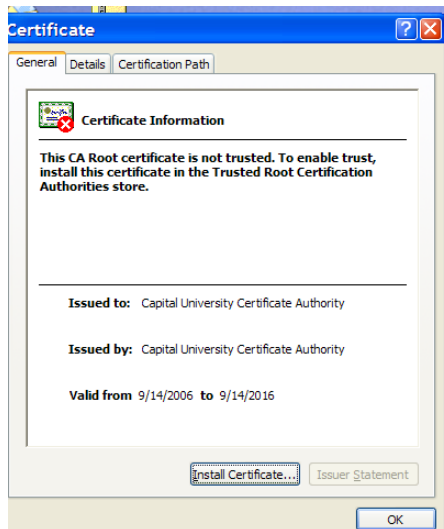 Certificate
General Details Certification Path
Certificate Information
This CA Root certificate is not trusted. To enable trust,
install this certificate in the Trusted Root Certification
Authorities store.
Issued to: Capital University Certificate Authority
Issued by: Capital University Certificate Authority
Valid from 9/14/2006 to 9/14/2016
Install Certificate... Issuer Statement
OK